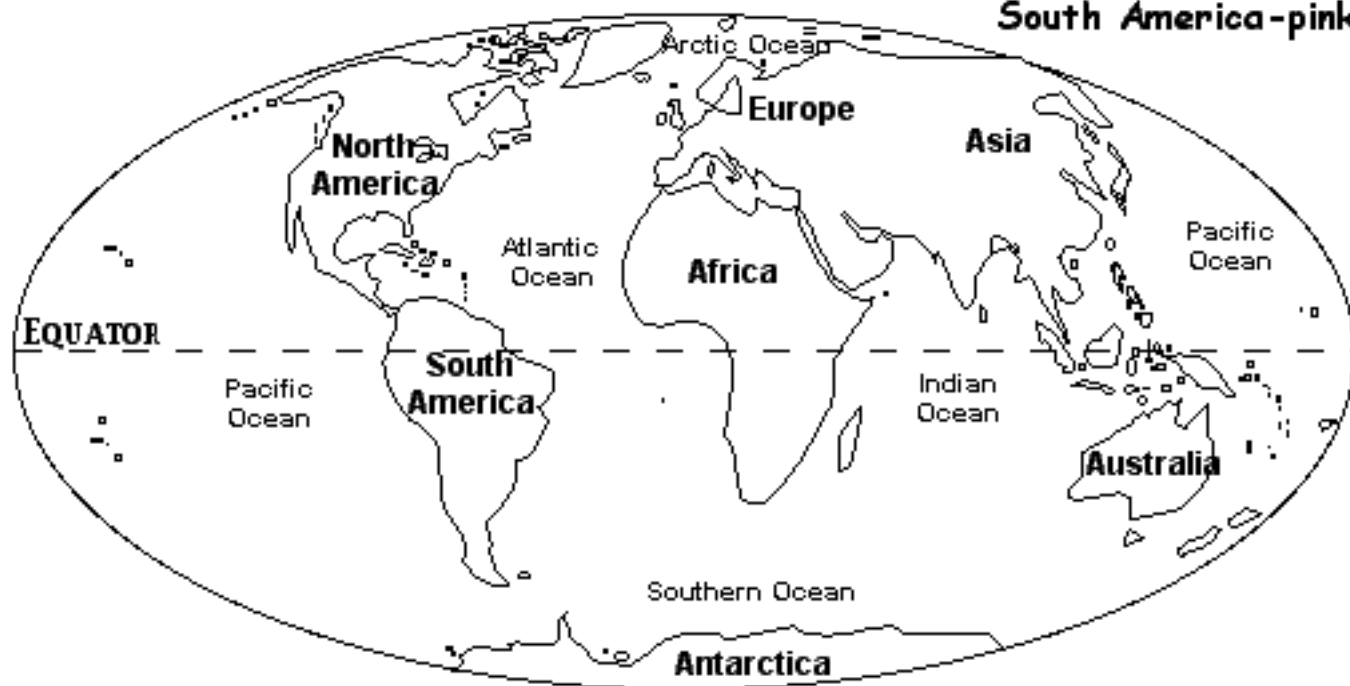 South America-pink
Arctic Ocean
Europe
Asia
North
America
Atlantic
Ocean
Africa
Pacific
Ocean
EQUATOR
South
America
Pacific
Ocean
Indian
Ocean
Australia
Southern Ocean
Antarctica